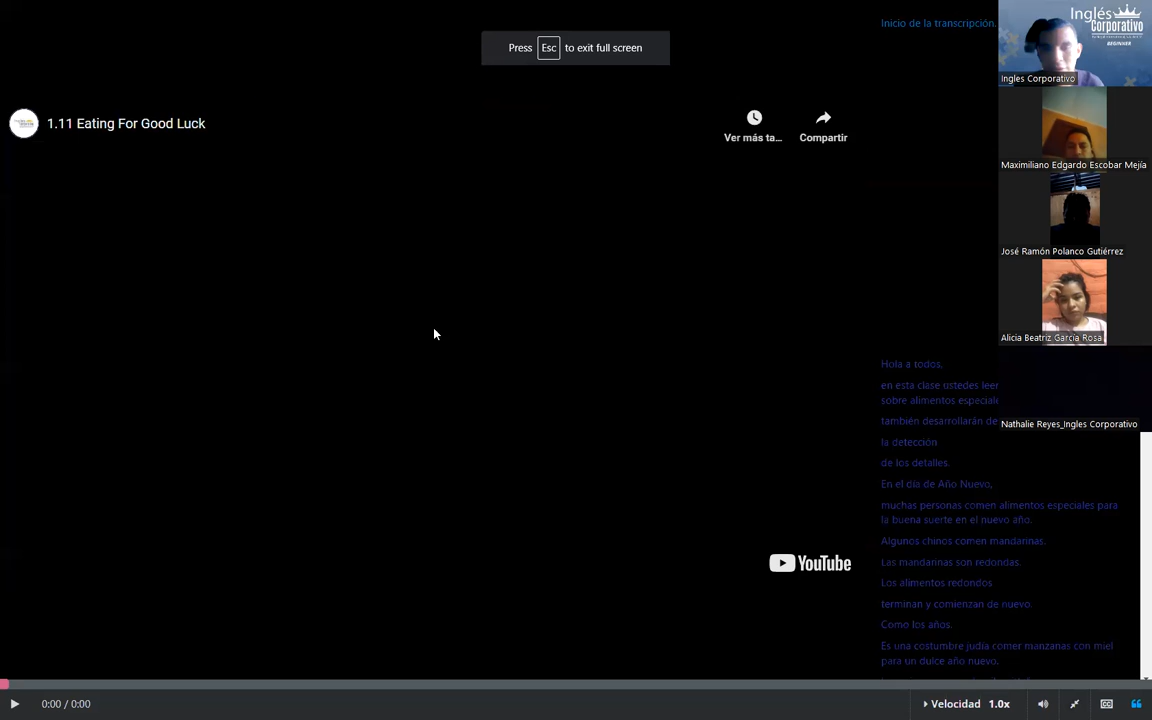 Inicio de la transcripción.
Press Esc to exit full screen
Inglés
Corporativo
BEGINNER
Ingles Corporativo
1.11 Eating For Good Luck
Ver más ta...
Compartir
Maximiliano Edgardo Escobar Mejía
José Ramón Polanco Gutiérrez
Alicia Beatriz García Rosa
Nathalie Reyes_Ingles Corporativo
Hola a todos,
en esta clase ustedes leer
sobre alimentos especiale
también desarrollarán de
la detección
de los detalles.
En el día de Año Nuevo,
muchas personas comen alimentos especiales para
la buena suerte en el nuevo año.
Algunos chinos comen mandarinas.
Las mandarinas son redondas.
Los alimentos redondos
terminan y comienzan de nuevo.
Como los años.
Es una costumbre judía comer manzanas con miel
para un dulce año nuevo.
YouTube
0:00 / 0:00
Velocidad 1.0x
CC